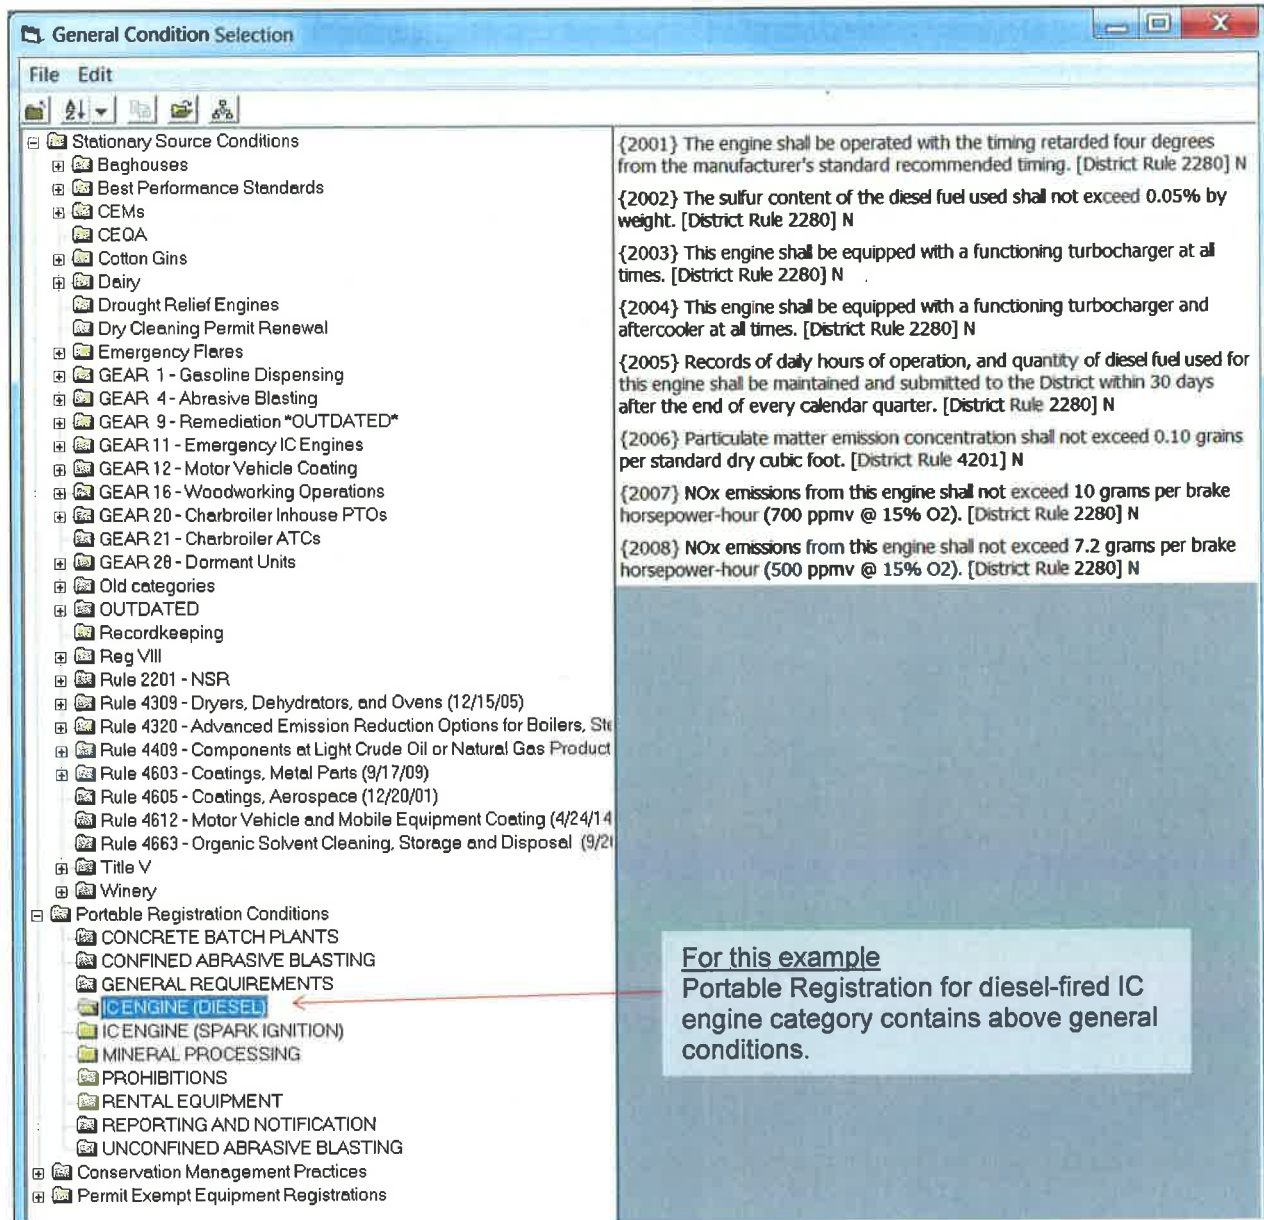 General Condition Selection
File Edit
Stationary Source Conditions
Baghouses
Best Performance Standards
CEMs
CEQA
Cotton Gins
Dairy
Drought Relief Engines
Dry Cleaning Permit Renewal
Emergency Flares
GEAR 1 - Gasoline Dispensing
GEAR 4 - Abrasive Blasting
GEAR 9 - Remediation *OUTDATED*
GEAR 11 - Emergency IC Engines
GEAR 12 - Motor Vehicle Coating
GEAR 16 - Woodworking Operations
GEAR 20 - Charbroiler Inhouse PTOs
GEAR 21 - Charbroiler ATCs
GEAR 28 - Dormant Units
Old categories
OUTDATED
Recordkeeping
Reg VIII
Rule 2201 - NSR
Rule 4309 - Dryers, Dehydrators, and Ovens (12/15/05)
Rule 4320 - Advanced Emission Reduction Options for Boilers, Ste
Rule 4409 - Components at Light Crude Oil or Natural Gas Product
Rule 4603 - Coatings, Metal Parts (9/17/09)
Rule 4605 - Coatings, Aerospace (12/20/01)
Rule 4612 - Motor Vehicle and Mobile Equipment Coating (4/24/14
Rule 4663 - Organic Solvent Cleaning, Storage and Disposal (9/20
Title V
Winery
Portable Registration Conditions
CONCRETE BATCH PLANTS
CONFINED ABRASIVE BLASTING
GENERAL REQUIREMENTS
IC ENGINE (DIESEL)
IC ENGINE (SPARK IGNITION)
MINERAL PROCESSING
PROHIBITIONS
RENTAL EQUIPMENT
REPORTING AND NOTIFICATION
UNCONFINED ABRASIVE BLASTING
Conservation Management Practices
Permit Exempt Equipment Registrations
{2001} The engine shall be operated with the timing retarded four degrees
from the manufacturer's standard recommended timing. [District Rule 2280] N
{2002} The sulfur content of the diesel fuel used shall not exceed 0.05% by
weight. [District Rule 2280] N
{2003} This engine shall be equipped with a functioning turbocharger at all
times. [District Rule 2280] N
{2004} This engine shall be equipped with a functioning turbocharger and
aftercooler at all times. [District Rule 2280] N
{2005} Records of daily hours of operation, and quantity of diesel fuel used for
this engine shall be maintained and submitted to the District within 30 days
after the end of every calendar quarter. [District Rule 2280] N
{2006} Particulate matter emission concentration shall not exceed 0.10 grains
per standard dry cubic foot. [District Rule 4201] N
{2007} NOx emissions from this engine shall not exceed 10 grams per brake
horsepower-hour (700 ppmv @ 15% O2). [District Rule 2280] N
{2008} NOx emissions from this engine shall not exceed 7.2 grams per brake
horsepower-hour (500 ppmv @ 15% O2). [District Rule 2280] N
For this example
Portable Registration for diesel-fired IC
engine category contains above general
conditions.